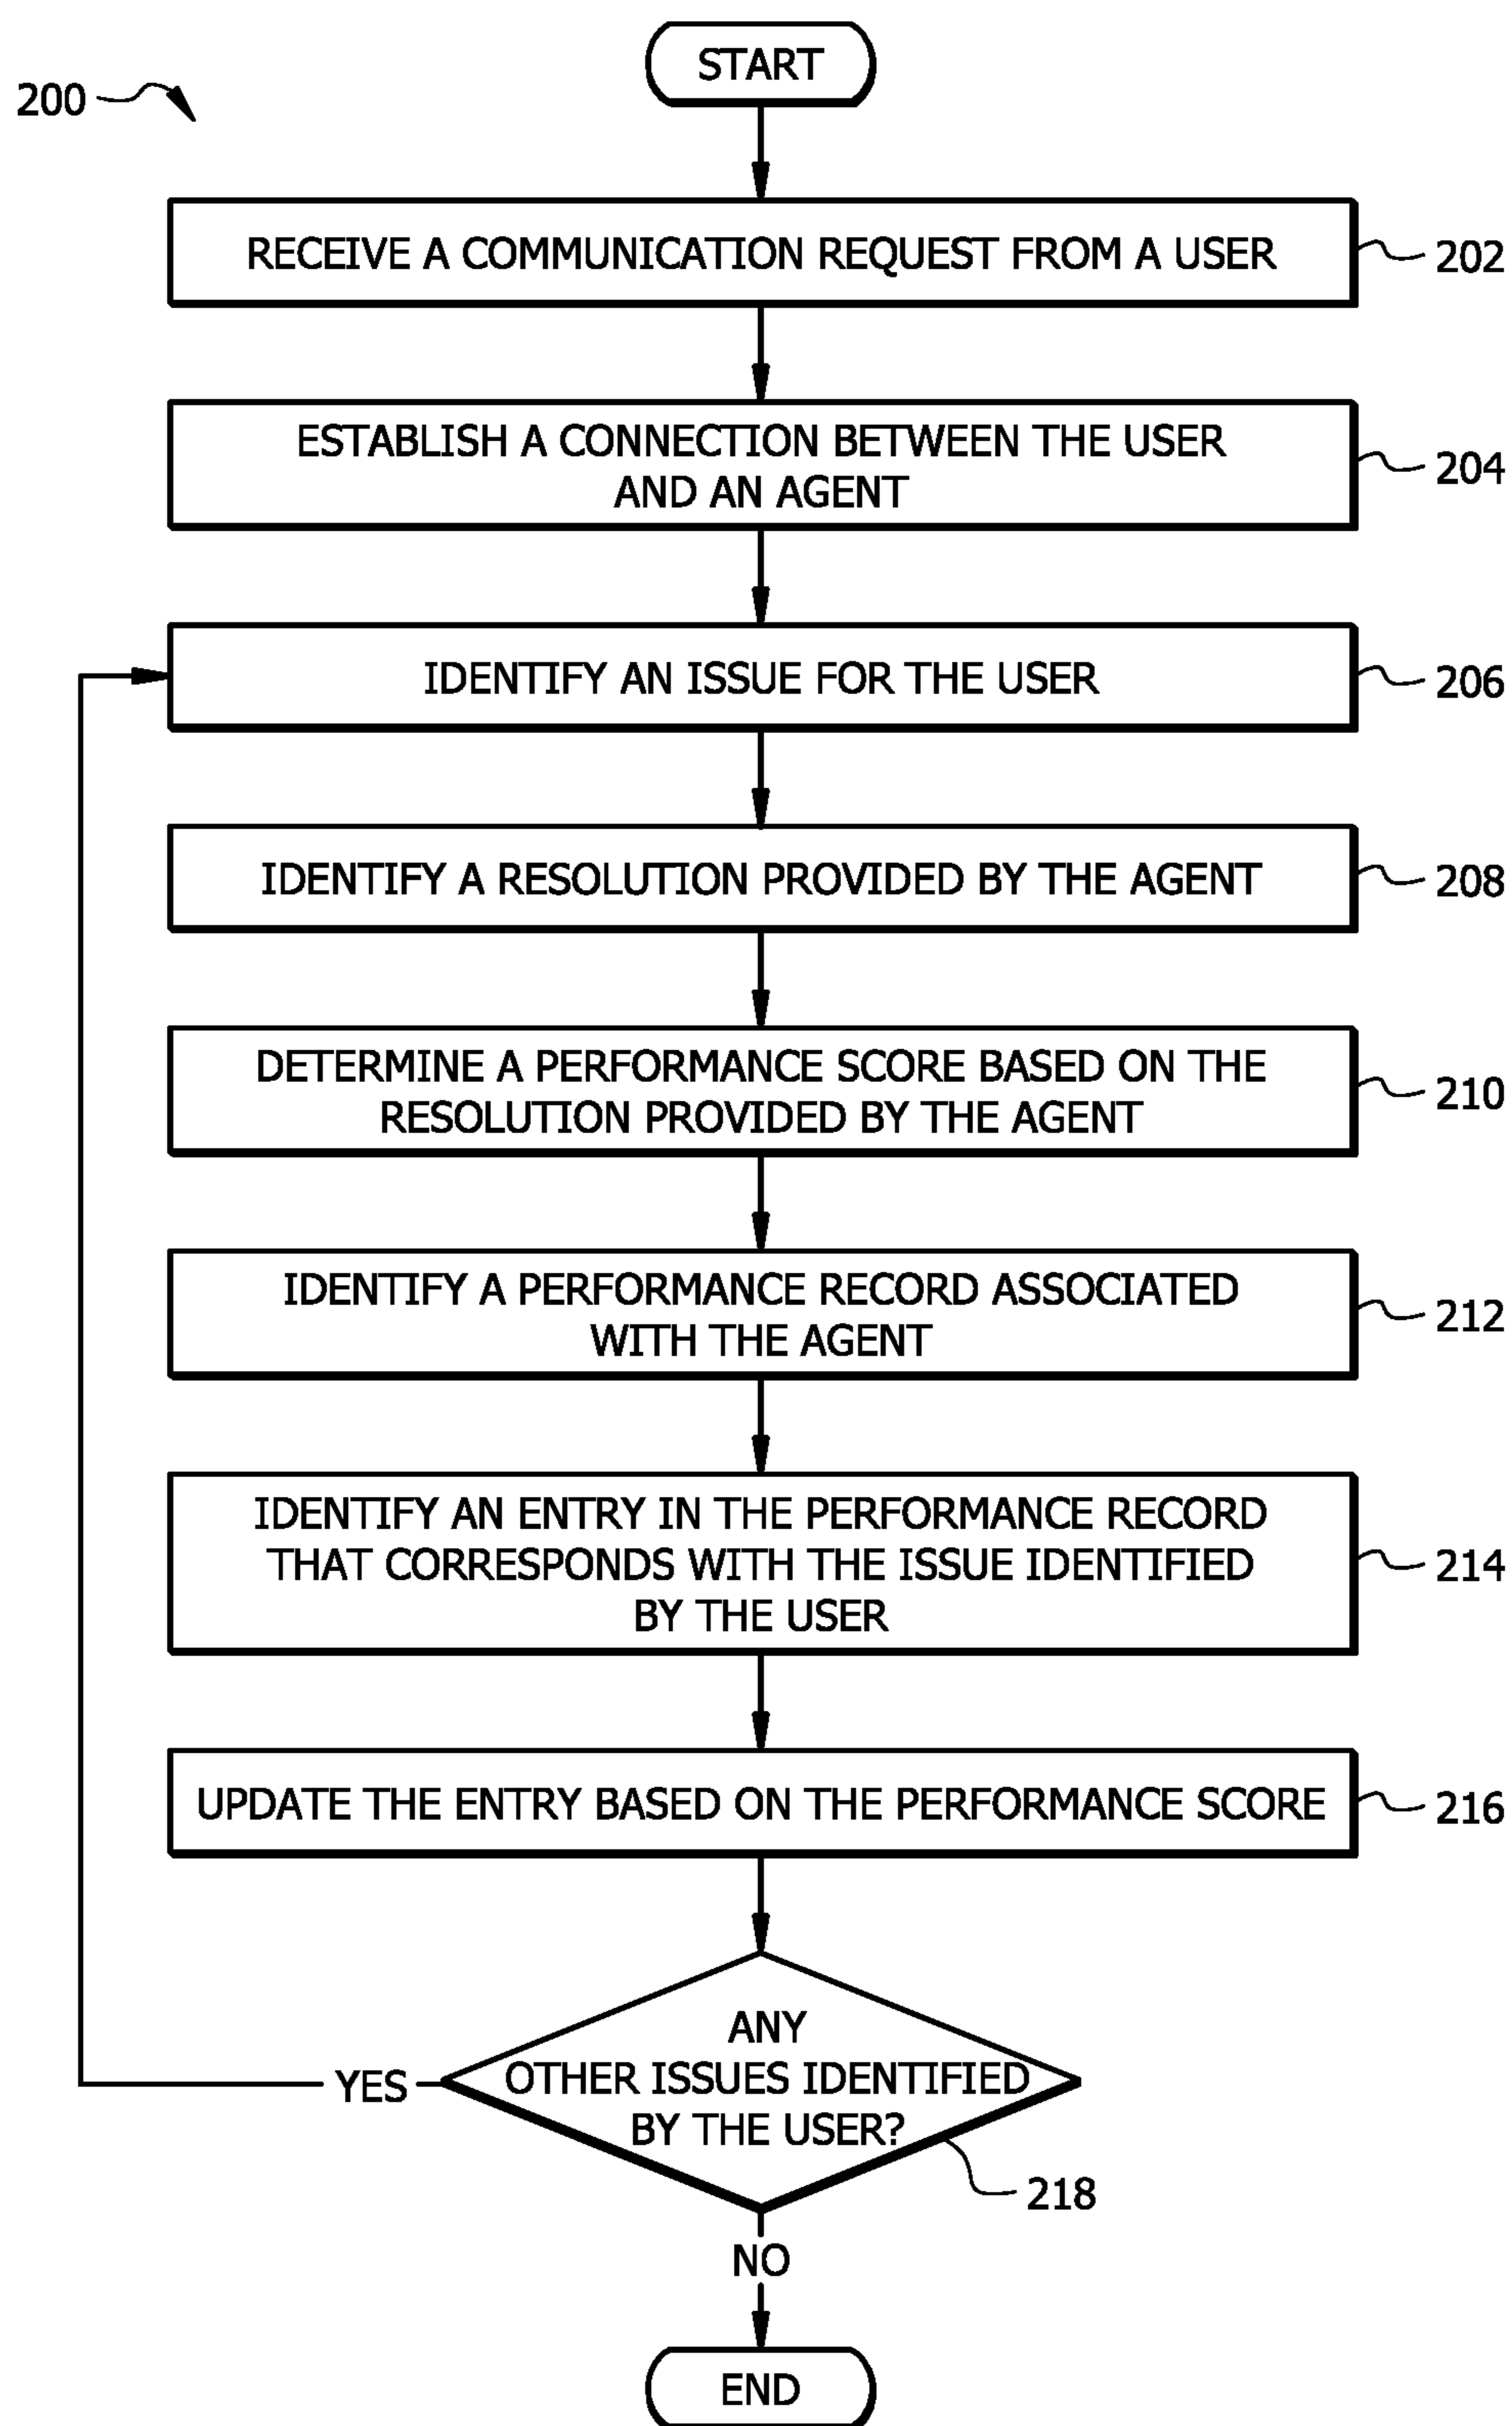 START
200
RECEIVE A COMMUNICATION REQUEST FROM A USER
202
ESTABLISH A CONNECTION BETWEEN THE USER
AND AN AGENT
204
IDENTIFY AN ISSUE FOR THE USER
206
IDENTIFY A RESOLUTION PROVIDED BY THE AGENT
208
DETERMINE A PERFORMANCE SCORE BASED ON THE
RESOLUTION PROVIDED BY THE AGENT
210
IDENTIFY A PERFORMANCE RECORD ASSOCIATED
WITH THE AGENT
212
IDENTIFY AN ENTRY IN THE PERFORMANCE RECORD
THAT CORRESPONDS WITH THE ISSUE IDENTIFIED
BY THE USER
214
UPDATE THE ENTRY BASED ON THE PERFORMANCE SCORE
216
ANY
OTHER ISSUES IDENTIFIED
BY THE USER?
YES
218
NO
END